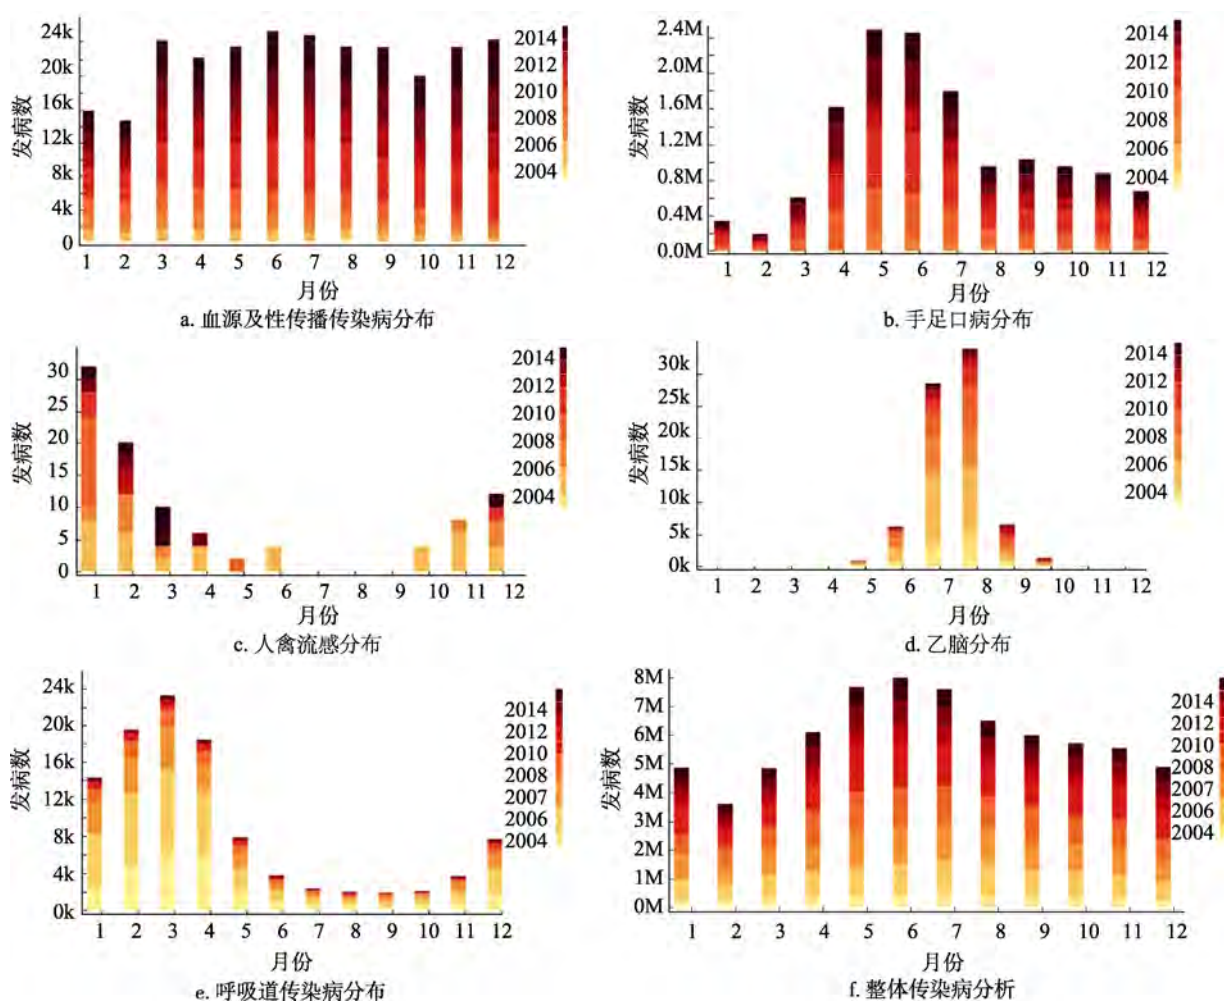 发病数
24k
20k
16k
12k
8k
4k
0
1 2 3 4 5 6 7 8 9 10 11 12
月份
2014
2012
2010
2008
2006
2004
a. 血源及性传播传染病分布
发病数
2.4M
2.0M
1.6M
1.2M
0.8M
0.4M
0.0M
1 2 3 4 5 6 7 8 9 10 11 12
月份
2014
2012
2010
2008
2006
2004
b. 手足口病分布
发病数
30
20
15
10
5
0
1 2 3 4 5 6 7 8 9 10 11 12
月份
2014
2012
2010
2008
2006
2004
c. 人禽流感分布
发病数
30k
25k
30k
15k
10k
5k
0k
1 2 3 4 5 6 7 8 9 10 11 12
月份
2014
2012
2010
2008
2006
2004
d. 乙脑分布
发病数
24k
20k
16k
12k
8k
4k
0k
1 2 3 4 5 6 7 8 9 10 11 12
月份
2014
2012
2010
2008
2007
2006
2004
e. 呼吸道传染病分布
发病数
8M
7M
6M
5M
4M
3M
2M
1M
0M
1 2 3 4 5 6 7 8 9 10 11 12
月份
2014
2012
2010
2008
2007
2006
2004
f. 整体传染病分析